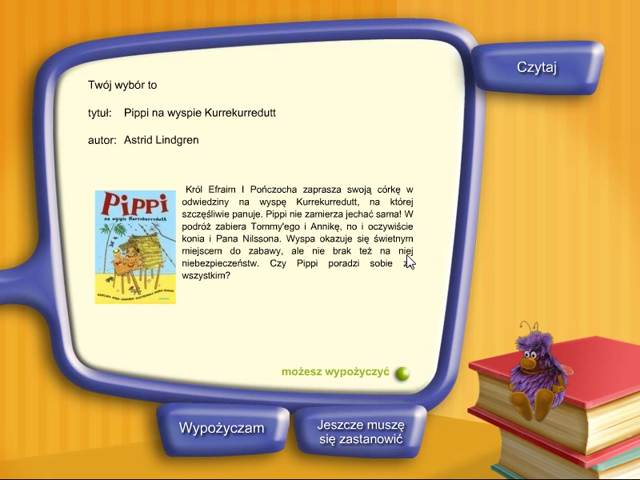 Czytaj
Twój wybór to
tytuł: Pippi na wyspie Kurrekurredutt
autor: Astrid Lindgren
PiPPi
na wyspie Kurrekurredutt
Król Efraim I Pończocha zaprasza swoją córkę w
odwiedziny na wyspę Kurrekurredutt, na której
szczęśliwie panuje. Pippi nie zamierza jechać sama! W
podróż zabiera Tommy'ego i Annikę, no i oczywiście
konia i Pana Nilssona. Wyspa okazuje się świetnym
miejscem do zabawy, ale nie brak też na niej
niebezpieczeństw. Czy Pippi poradzi sobie ze
wszystkim?
możesz wypożyczyć
Wypożyczam
Jeszcze muszę
się zastanowić